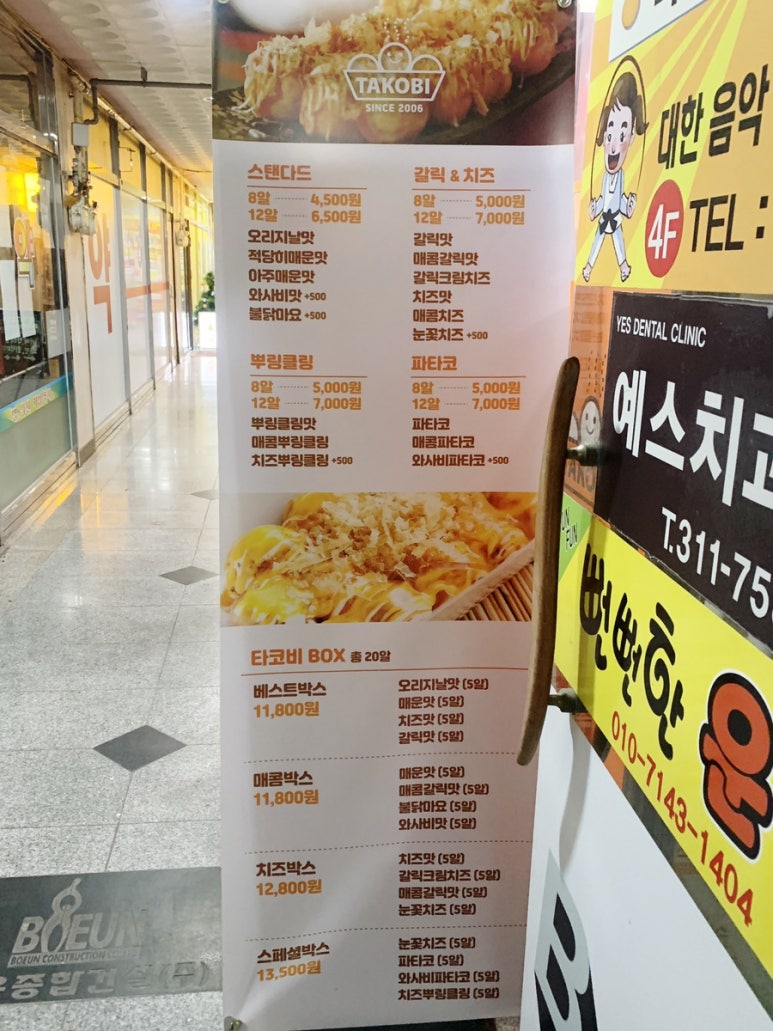 TAKOBI
SINCE 2006
스탠다드
8알 4,500원
12알 6,500원
오리지날맛
적당히매운맛
아주매운맛
와사비맛 +500
불닭마요 +500
갈릭 & 치즈
8알 5,000원
12알 7,000원
갈릭맛
매콤갈릭맛
갈릭크림치즈
치즈맛
매콤치즈
눈꽃치즈 +500
뿌링클링
8알 5,000원
12알 7,000원
뿌링클링맛
매콤뿌링클링
치즈뿌링클링 +500
파타코
8알 5,000원
12알 7,000원
파타코
매콤파타코
와사비파타코 +500
타코비 BOX 총 20알
베스트박스
11,800원
오리지날맛 (5알)
매운맛 (5알)
치즈맛 (5알)
갈릭맛 (5알)
매콤박스
11,800원
매운맛 (5알)
매콤갈릭맛 (5알)
불닭마요 (5알)
와사비맛 (5알)
치즈박스
12,800원
치즈맛 (5알)
갈릭크림치즈 (5알)
매콤갈릭맛 (5알)
눈꽃치즈 (5알)
스페셜박스
13,500원
눈꽃치즈 (5알)
파타코 (5알)
와사비파타코 (5알)
치즈뿌링클링 (5알)
대한음악
4F TEL :
YES DENTAL CLINIC
예스치과
T.311-75
뻔뻔한
운
010-7143-1404
약
약
BOEUN
BOEUN CONSTRUCTION
종합건설(주)